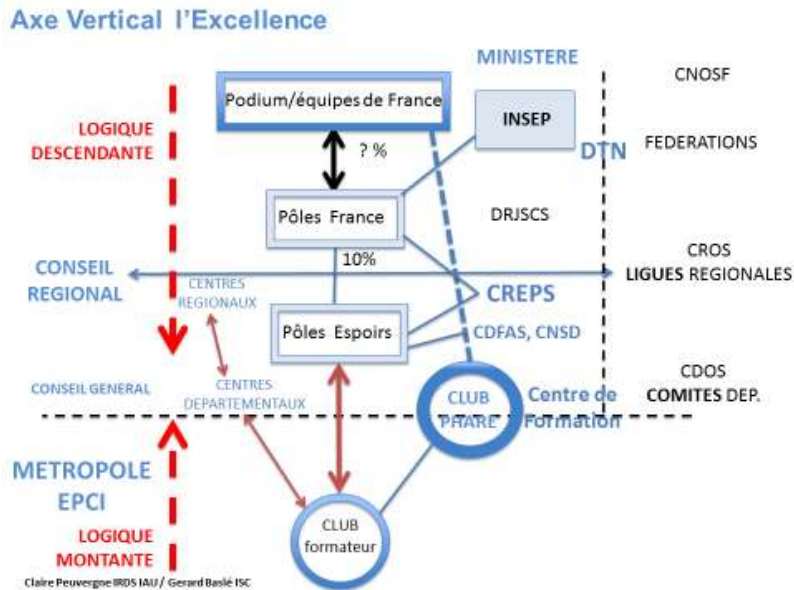 Axe Vertical l'Excellence
MINISTERE
CNOSF
Podium/équipes de France
INSEP
LOGIQUE
DESCENDANTE
? %
DTN
FEDERATIONS
Pôles France
DRJSCS
10%
CROS
LIGUES REGIONALES
CONSEIL
REGIONAL
CENTRES
REGIONAUX
CREPS
Pôles Espoirs
CDFAS, CNSD
CDOS
COMITES DEP.
CONSEIL GENERAL
CENTRES
DEPARTEMENTAUX
CLUB
PHARE
Centre de
Formation
METROPOLE
EPCI
CLUB
formateur
LOGIQUE
MONTANTE
Claire Peuvergne IRDS IAU / Gerard Baslé ISC